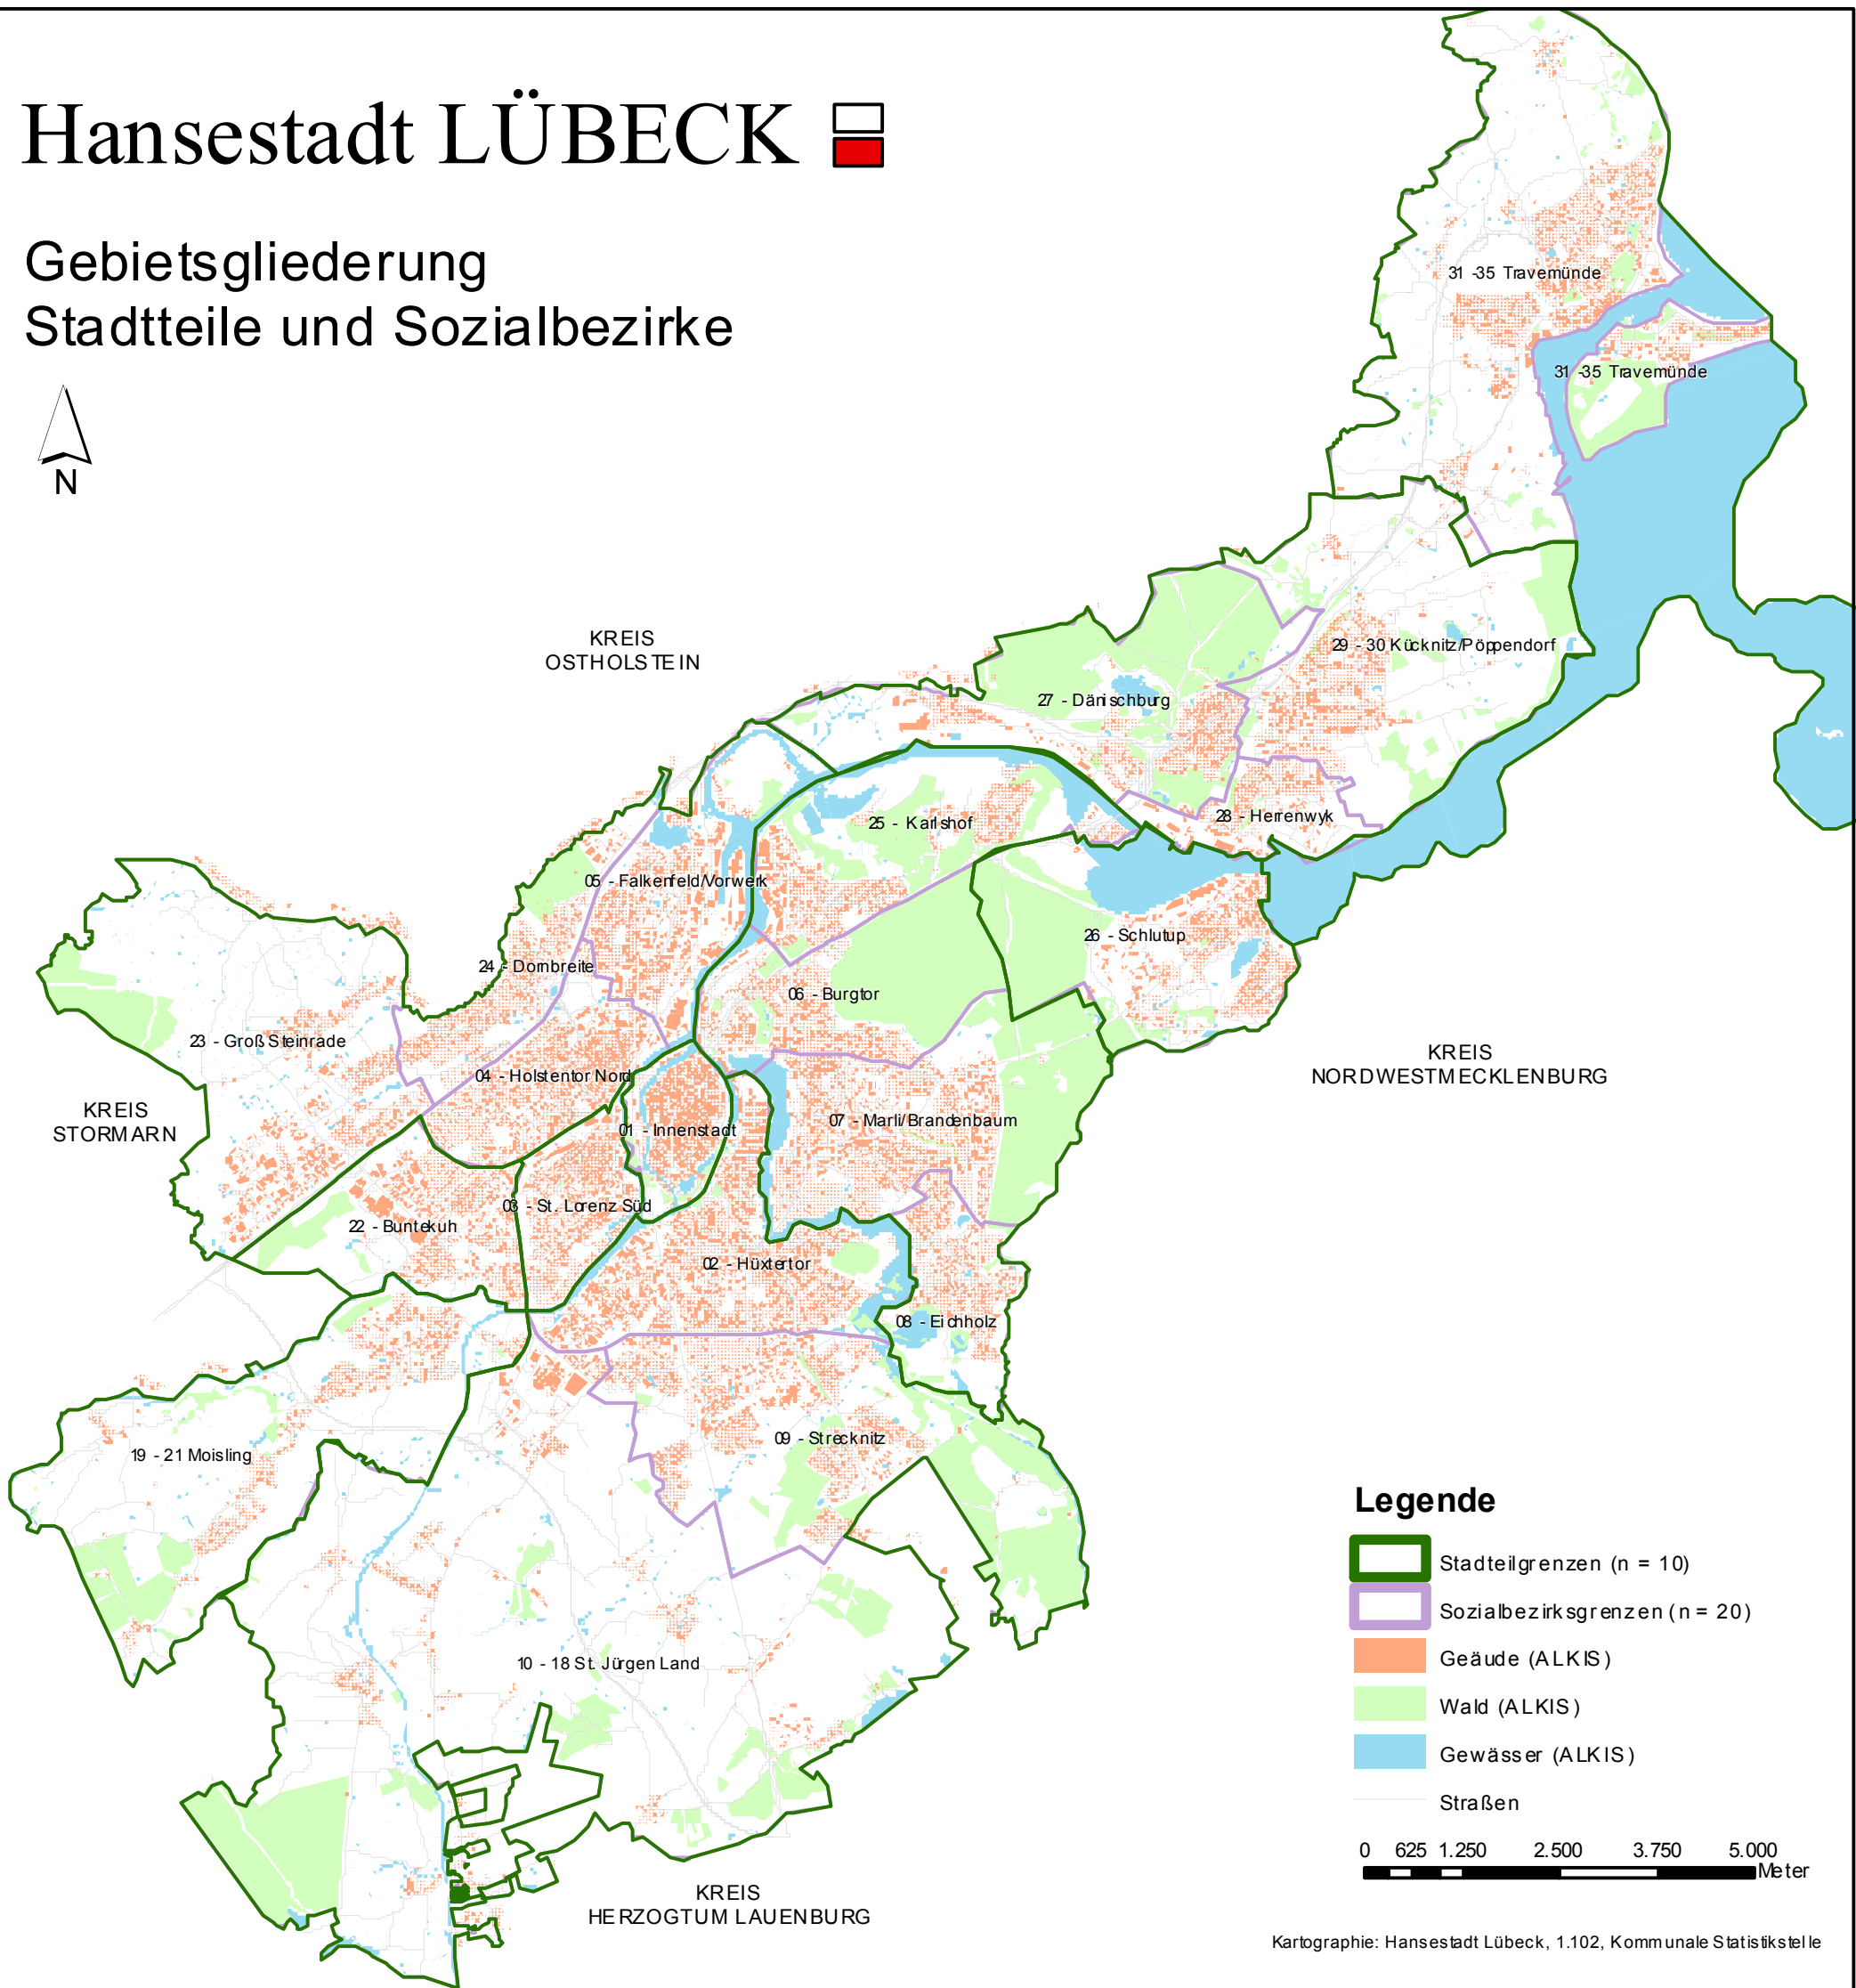 Hansestadt LÜBECK
Gebietsgliederung
Stadtteile und Sozialbezirke
N
31 -35 Travemünde
31 -35 Travemünde
KREIS
OSTHOLSTEIN
29 - 30 Kücknitz/Pöppendorf
27 - Dänischburg
28 - Herrenwyk
25 - Karlshof
05 - Falkenfeld/Vorwerk
26 - Schlutup
24 - Dornbreite
06 - Burgtor
23 - Groß Steinrade
KREIS
NORDWESTMECKLENBURG
04 - Holstentor Nord
KREIS
STORMARN
01 - Innenstadt
07 - Marli/Brandenbaum
03 - St. Lorenz Süd
22 - Buntekuh
02 - Hüxtertor
08 - Eichholz
09 - Strecknitz
19 - 21 Moisling
10 - 18 St. Jürgen Land
KREIS
HERZOGTUM LAUENBURG
Legende
Stadteilgrenzen (n = 10)
Sozialbezirksgrenzen (n = 20)
Geäude (ALKIS)
Wald (ALKIS)
Gewässer (ALKIS)
Straßen
0 625 1.250 2.500 3.750 5.000
Meter
Kartographie: Hansestadt Lübeck, 1.102, Kommunale Statistikstelle